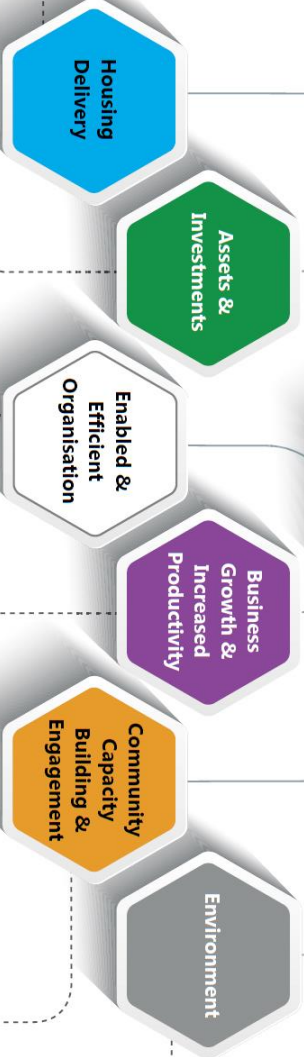 Housing
Delivery
Assets &
Investments
Enabled &
Efficient
Organisation
Business
Growth &
Increased
Productivity
Community
Capacity
Building &
Engagement
Environment